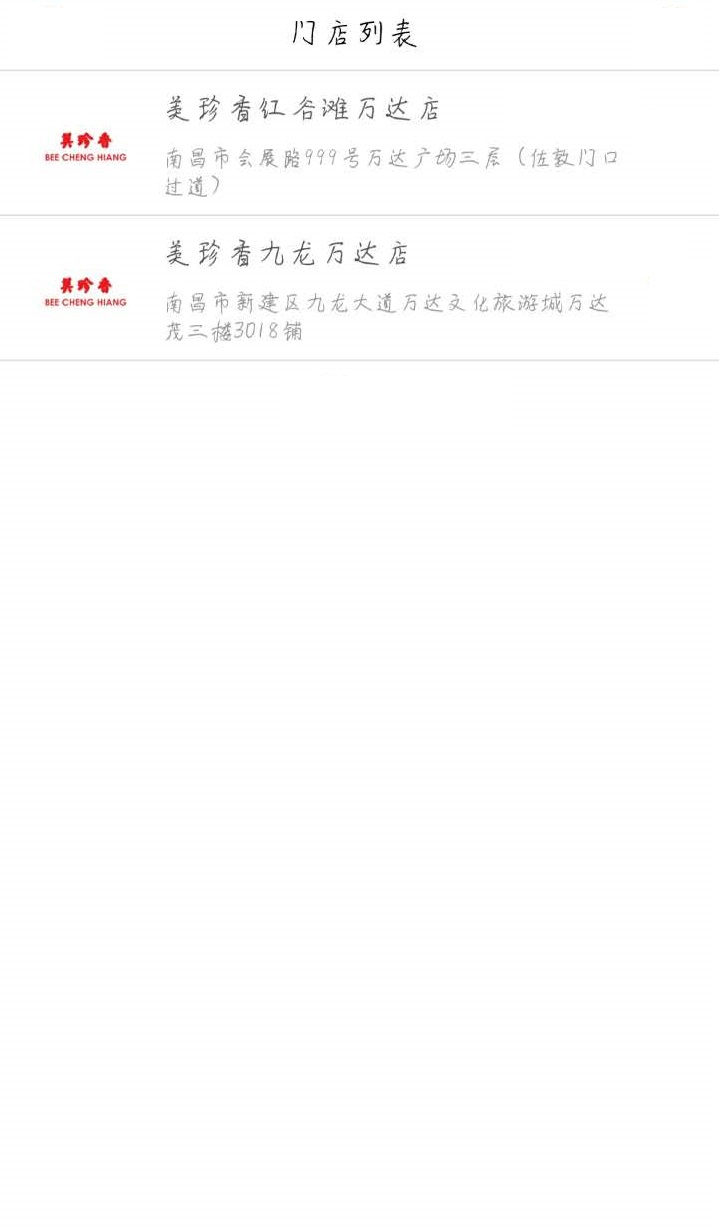 门店列表
美珍香红谷滩万达店
美珍香
BEE CHENG HIANG
南昌市会展路999号万达广场三层（佐敦门口
过道）
美珍香九龙万达店
美珍香
BEE CHENG HIANG
南昌市新建区九龙大道万达文化旅游城万达
茂三楼3018铺